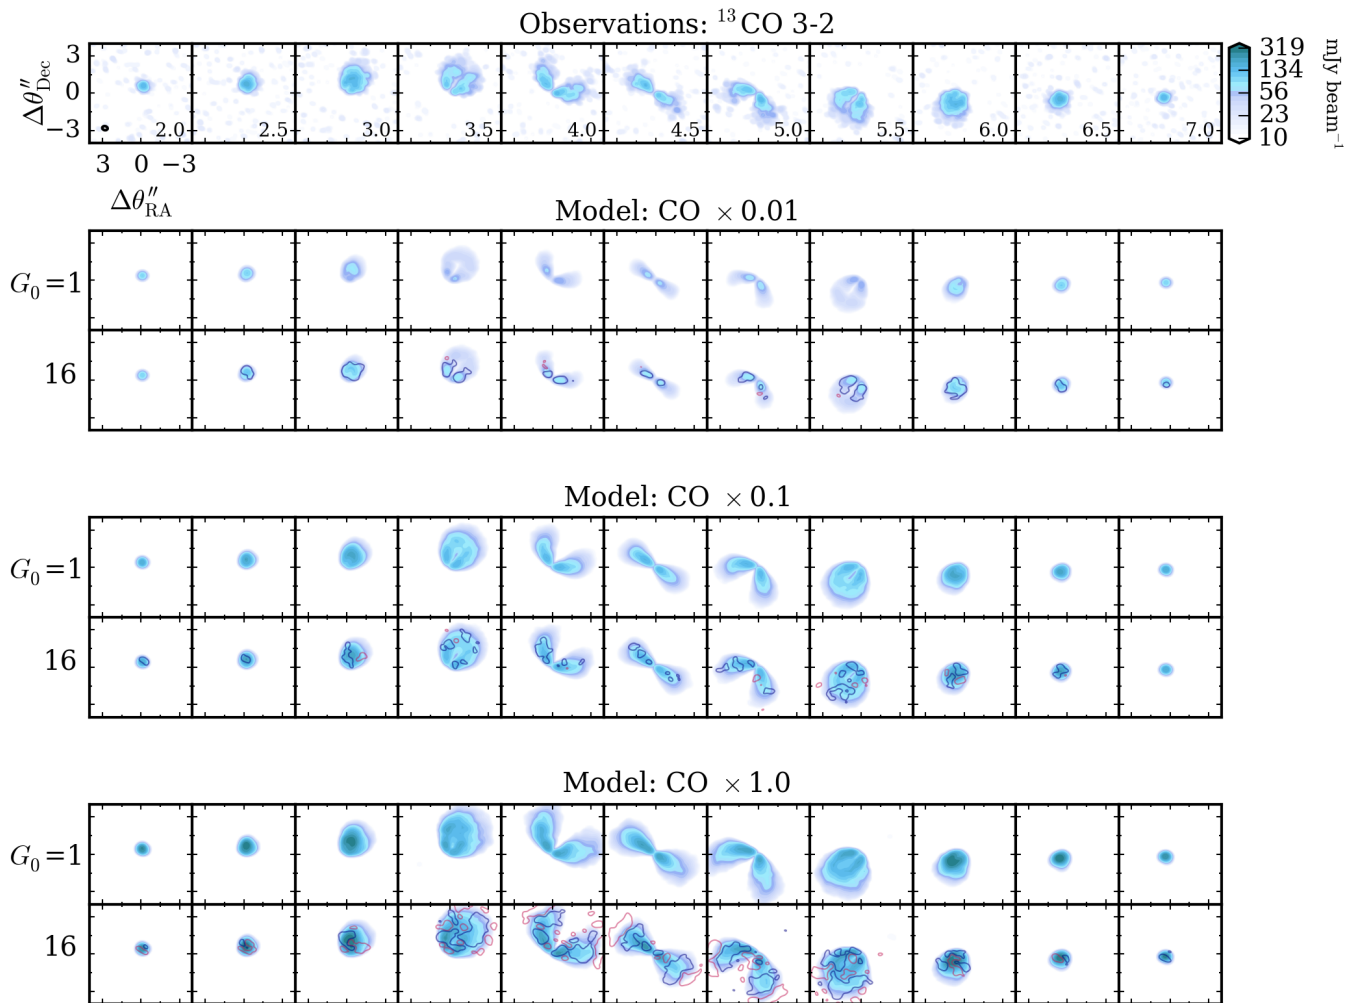 Observations: ¹³CO 3-2
Δθ″Dec
3
0
−3
2.0 2.5 3.0 3.5 4.0 4.5 5.0 5.5 6.0 6.5 7.0
319
134
56
23
10
mJy beam⁻¹
3 0 −3
Δθ″RA
Model: CO × 0.01
G₀=1
16
Model: CO × 0.1
G₀=1
16
Model: CO × 1.0
G₀=1
16